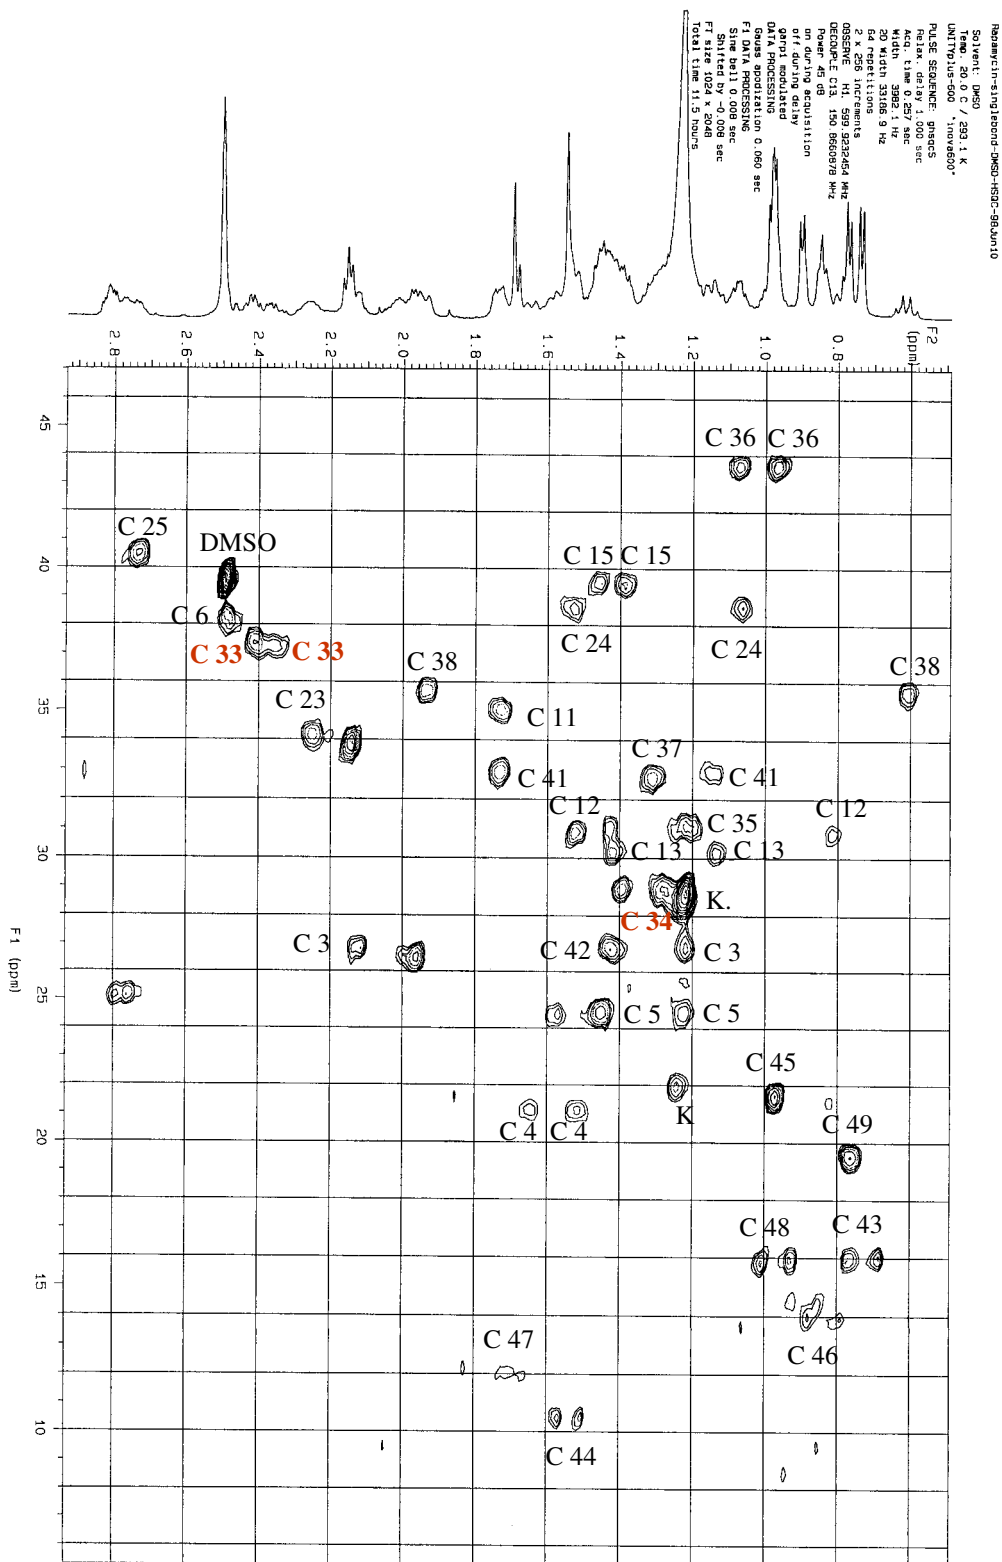 Rapamycin-singlebond-DMSO-HSQC-98Jun10
Solvent: DMSO
Temp. 20.0 C / 293.1 K
UNITYplus-600 "inova600"
PULSE SEQUENCE: ghsqcS
Relax. delay 1.000 sec
Acq. time 0.257 sec
Width 3982.1 Hz
2D Width 33186.9 Hz
64 repetitions
2 x 256 increments
OBSERVE H1, 599.9232454 MHz
DECOUPLE C13, 150.8660878 MHz
Power 45 dB
on during acquisition
off during delay
garp1 modulated
DATA PROCESSING
Gauss apodization 0.060 sec
F1 DATA PROCESSING
Sine bell 0.008 sec
Shifted by -0.008 sec
FT size 1024 x 2048
Total time 11.5 hours
F2
(ppm)
0.8
1.0
1.2
1.4
1.6
1.8
2.0
2.2
2.4
2.6
2.8
45
40
35
30
25
20
15
10
F1 (ppm)
C 36 C 36
C 25
DMSO
C 15 C 15
C 6
C 24 C 24
C 33 C 33
C 38 C 38
C 23
C 11
C 37
C 41 C 41
C 12 C 12
C 35
C 13 C 13
K.
C 34
C 3 C 42 C 3
C 5 C 5
C 45
K
C 4 C 4
C 49
C 48 C 43
C 47
C 46
C 44